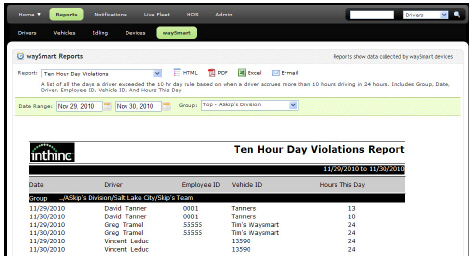 Home ▼ Reports Notifications Live Fleet HOS Admin Drivers
Drivers Vehicles Idling Devices waySmart
waySmart Reports Reports show data collected by waySmart devices
Report: Ten Hour Day Violations HTML PDF Excel E-mail
A list of all the days a driver exceeded the 10 hr day rule based on when a driver accrues more than 10 hours driving in 24 hours. Includes Group, Date,
Driver, Employee ID, Vehicle ID, And Hours This Day
Date Range: Nov 29, 2010 Nov 30, 2010 Group: Top - ASkip's Division
inthinc Ten Hour Day Violations Report
11/29/2010 to 11/30/2010
Date Driver Employee ID Vehicle ID Hours This Day
Group ../ASkip's Division/Salt Lake City/Skip's Team
11/29/2010 David Tanner 0001 Tanners 13
11/30/2010 David Tanner 0001 Tanners 10
11/29/2010 Greg Tramel 55555 Tim's Waysmart 24
11/30/2010 Greg Tramel 55555 Tim's Waysmart 24
11/29/2010 Vincent Leduc 13590 24
11/30/2010 Vincent Leduc 13590 24